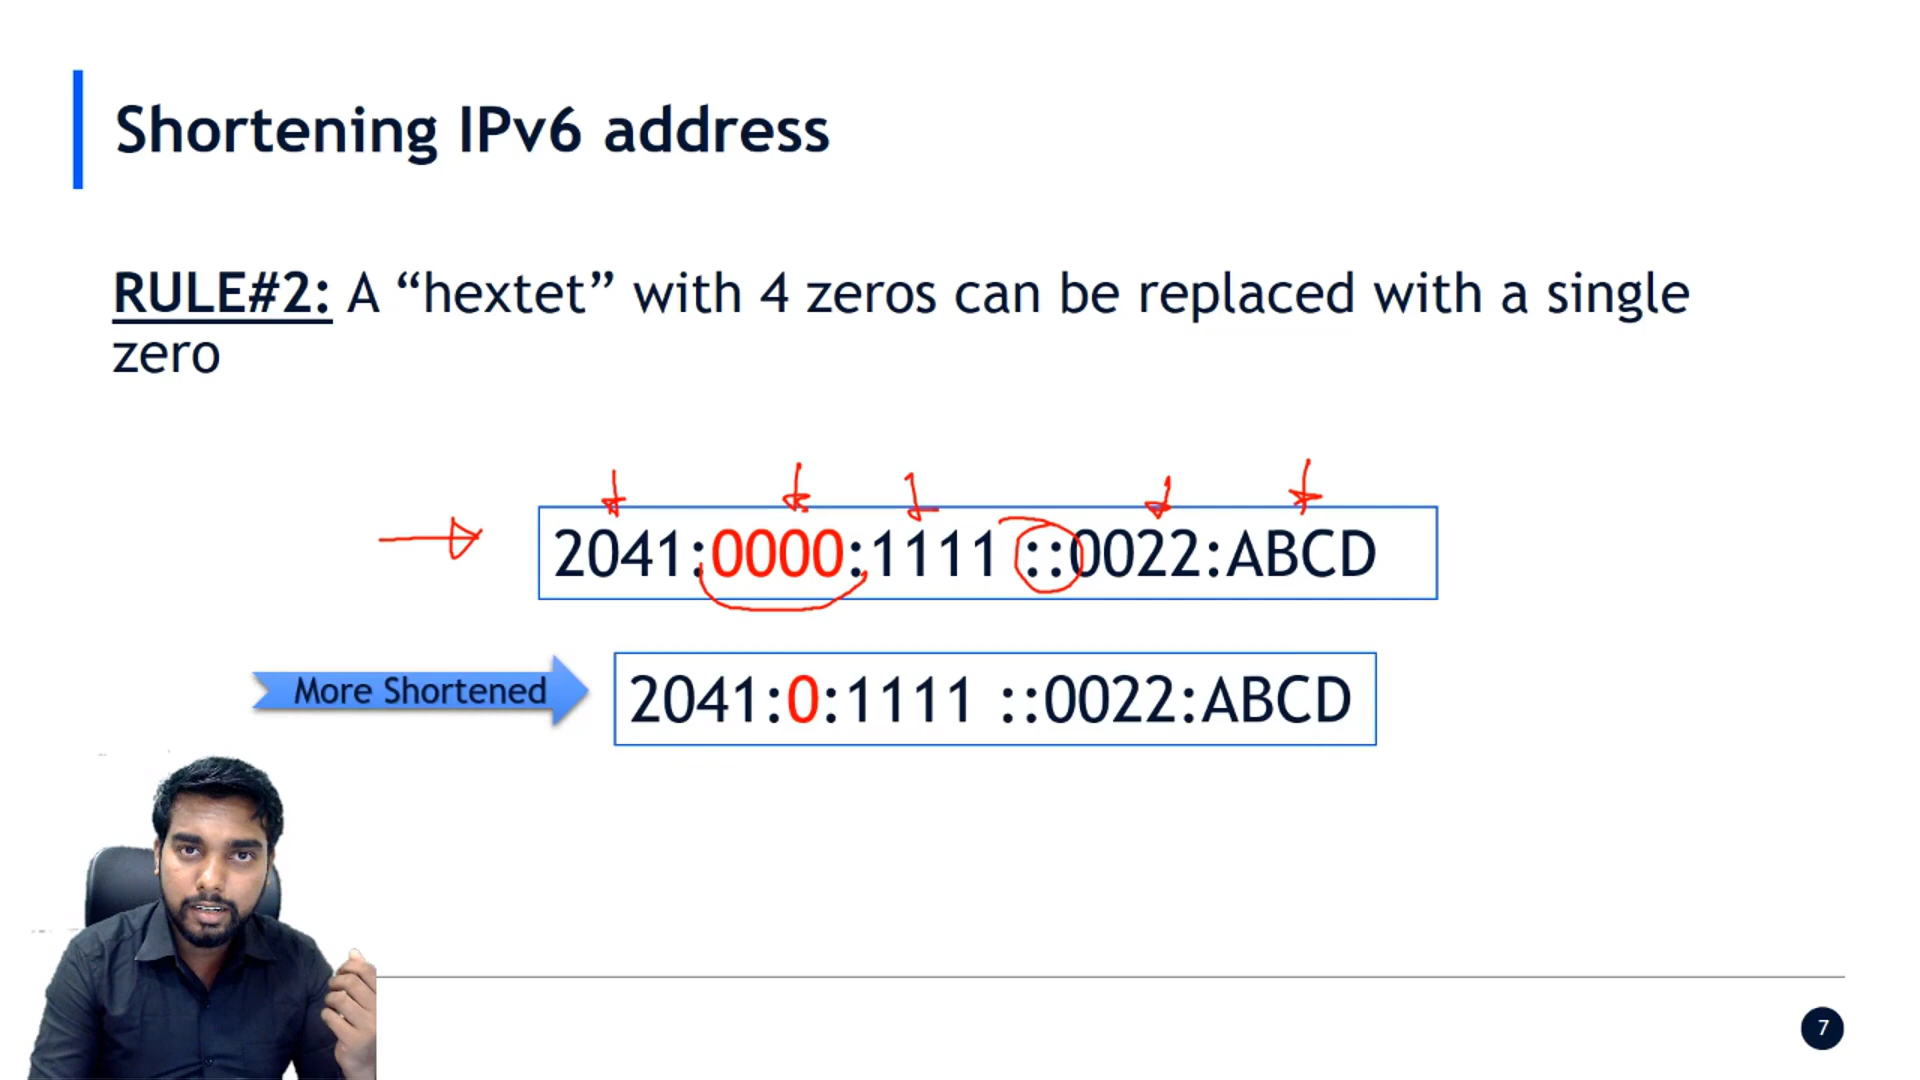 Shortening IPv6 address
RULE#2: A “hextet” with 4 zeros can be replaced with a single
zero
2041:0000:1111 ::0022:ABCD
More Shortened
2041:0:1111 ::0022:ABCD
7